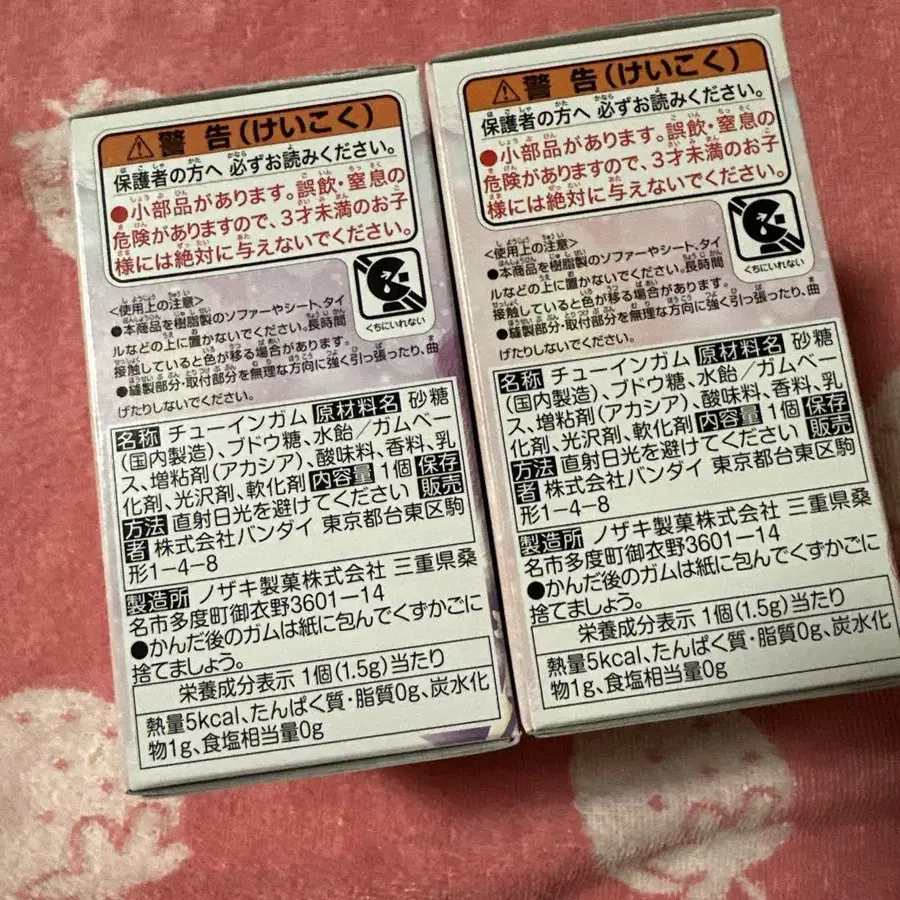 警告(けいこく)
保護者の方へ 必ずお読みください。
●小部品があります。誤飲・窒息の
危険がありますので、3才未満のお子
様には絶対に与えないでください。
くちにいれない
<使用上の注意>
●本商品を樹脂製のソファーやシート、タイ
ルなどの上に置かないでください。長時間
接触していると色が移る場合があります。
●縫製部分・取付部分を無理な方向に強く引っ張ったり、曲
げたりしないでください。
名称 チューインガム 原材料名 砂糖
(国内製造)、ブドウ糖、水飴/ガムベー
ス、増粘剤(アカシア)、酸味料、香料、乳
化剤、光沢剤、軟化剤 内容量 1個 保存
方法 直射日光を避けてください 販売
者 株式会社バンダイ 東京都台東区駒
形1-4-8
製造所 ノザキ製菓株式会社 三重県桑
名市多度町御衣野3601-14
●かんだ後のガムは紙に包んでくずかごに
捨てましょう。
栄養成分表示 1個(1.5g)当たり
熱量5kcal、たんぱく質・脂質0g、炭水化
物1g、食塩相当量0g
警告(けいこく)
保護者の方へ 必ずお読みください。
●小部品があります。誤飲・窒息の
危険がありますので、3才未満のお子
様には絶対に与えないでください。
くちにいれない
<使用上の注意>
●本商品を樹脂製のソファーやシート、タイ
ルなどの上に置かないでください。長時間
接触していると色が移る場合があります。
●縫製部分・取付部分を無理な方向に強く引っ張ったり、曲
げたりしないでください。
名称 チューインガム 原材料名 砂糖
(国内製造)、ブドウ糖、水飴/ガムベー
ス、増粘剤(アカシア)、酸味料、香料、乳
化剤、光沢剤、軟化剤 内容量 1個 保存
方法 直射日光を避けてください 販売
者 株式会社バンダイ 東京都台東区駒
形1-4-8
製造所 ノザキ製菓株式会社 三重県桑
名市多度町御衣野3601-14
●かんだ後のガムは紙に包んでくずかごに
捨てましょう。
栄養成分表示 1個(1.5g)当たり
熱量5kcal、たんぱく質・脂質0g、炭水化
物1g、食塩相当量0g